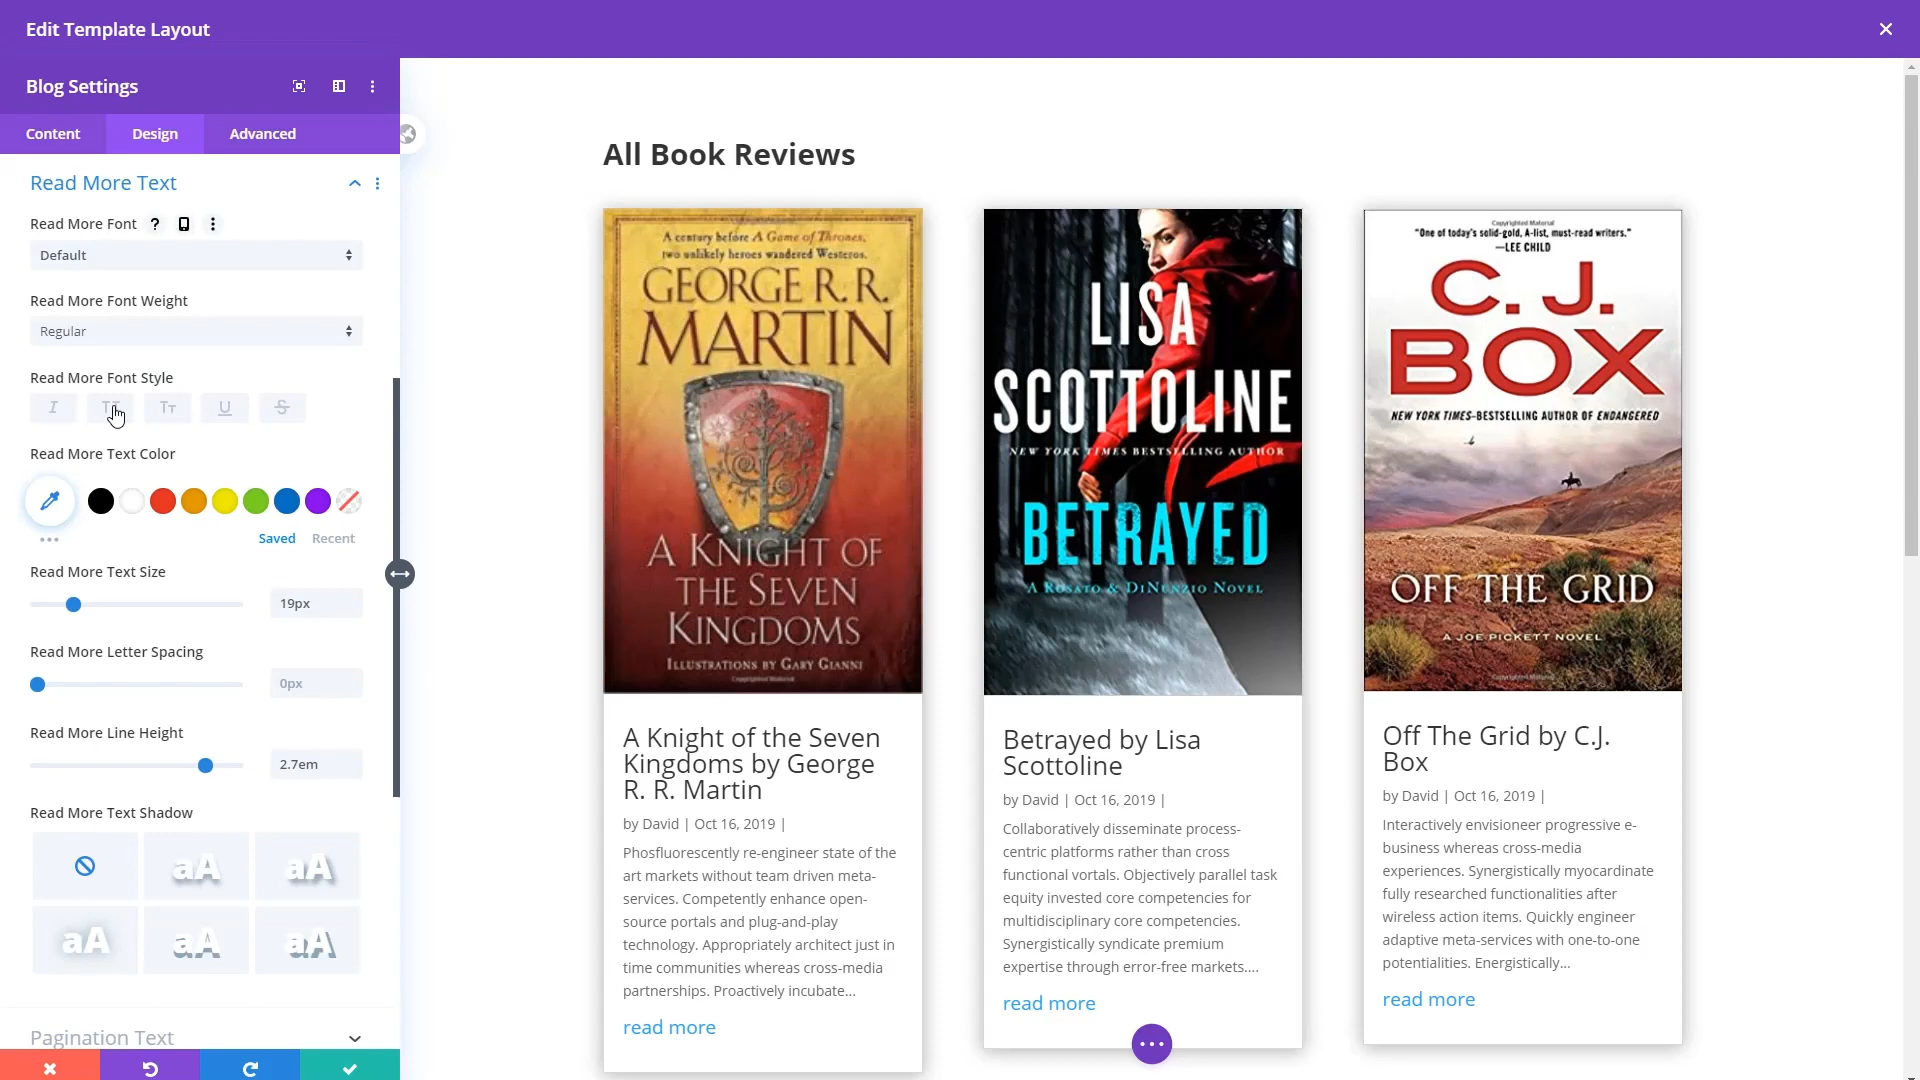 Edit Template Layout
Blog Settings
Content
Design
Advanced
Read More Text
Read More Font
?
Default
Read More Font Weight
Regular
Read More Font Style
I
TT
Tᴛ
U
S
Read More Text Color
Saved
Recent
Read More Text Size
19px
Read More Letter Spacing
0px
Read More Line Height
2.7em
Read More Text Shadow
aA
aA
aA
aA
aA
Pagination Text
All Book Reviews
A century before A Game of Thrones,
two unlikely heroes wandered Westeros.
GEORGE R. R.
MARTIN
A KNIGHT OF
THE SEVEN
KINGDOMS
ILLUSTRATIONS BY GARY GIANNI
Copyrighted Material
A Knight of the Seven
Kingdoms by George
R. R. Martin
by David | Oct 16, 2019 |
Phosfluorescently re-engineer state of the
art markets without team driven meta-
services. Competently enhance open-
source portals and plug-and-play
technology. Appropriately architect just in
time communities whereas cross-media
partnerships. Proactively incubate...
read more
LISA
SCOTTOLINE
NEW YORK TIMES BESTSELLING AUTHOR
BETRAYED
A ROSATO & DINUNZIO NOVEL
Betrayed by Lisa
Scottoline
by David | Oct 16, 2019 |
Collaboratively disseminate process-
centric platforms rather than cross
functional vortals. Objectively parallel task
equity invested core competencies for
multidisciplinary core competencies.
Synergistically syndicate premium
expertise through error-free markets....
read more
Copyrighted Material
"One of today's solid-gold, A-list, must-read writers."
—LEE CHILD
C. J.
BOX
NEW YORK TIMES-BESTSELLING AUTHOR OF ENDANGERED
OFF THE GRID
A JOE PICKETT NOVEL
Copyrighted Material
Off The Grid by C.J.
Box
by David | Oct 16, 2019 |
Interactively envisioneer progressive e-
business whereas cross-media
experiences. Synergistically myocardinate
fully researched functionalities after
wireless action items. Quickly engineer
adaptive meta-services with one-to-one
potentialities. Energistically...
read more